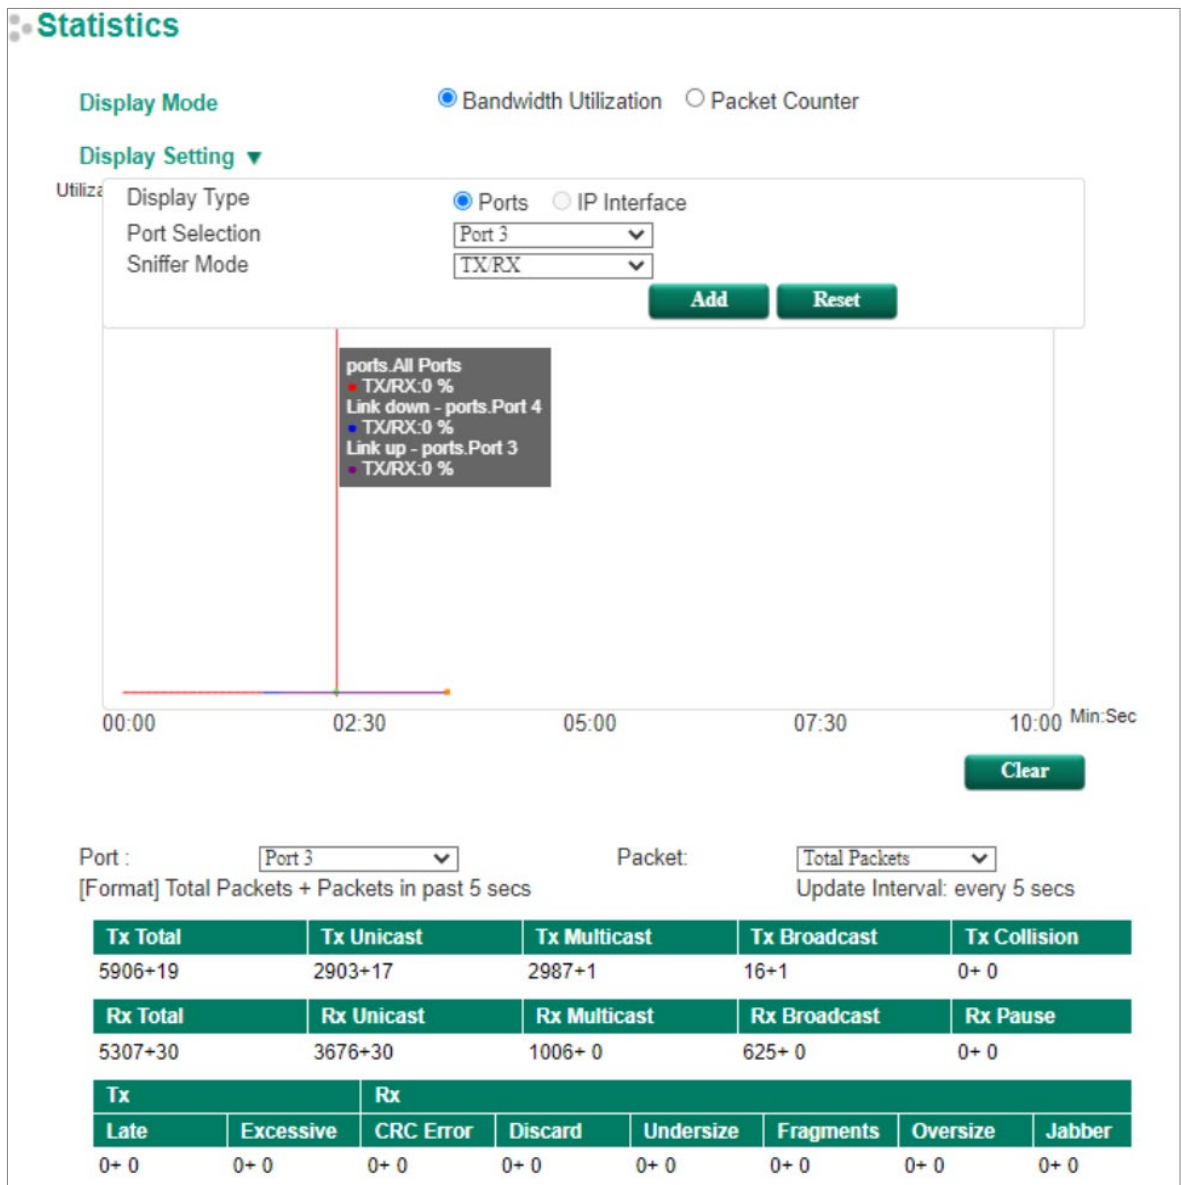 Statistics
Display Mode Bandwidth Utilization Packet Counter
Display Setting ▼
Utiliza
Display Type Ports IP Interface
Port Selection Port 3
Sniffer Mode TX/RX
Add Reset
ports.All Ports
TX/RX:0 %
Link down - ports.Port 4
TX/RX:0 %
Link up - ports.Port 3
TX/RX:0 %
00:00 02:30 05:00 07:30 10:00 Min:Sec
Clear
Port : Port 3 Packet: Total Packets
[Format] Total Packets + Packets in past 5 secs Update Interval: every 5 secs
Tx Total Tx Unicast Tx Multicast Tx Broadcast Tx Collision
5906+19 2903+17 2987+1 16+1 0+ 0
Rx Total Rx Unicast Rx Multicast Rx Broadcast Rx Pause
5307+30 3676+30 1006+ 0 625+ 0 0+ 0
Tx Rx
Late Excessive CRC Error Discard Undersize Fragments Oversize Jabber
0+ 0 0+ 0 0+ 0 0+ 0 0+ 0 0+ 0 0+ 0 0+ 0